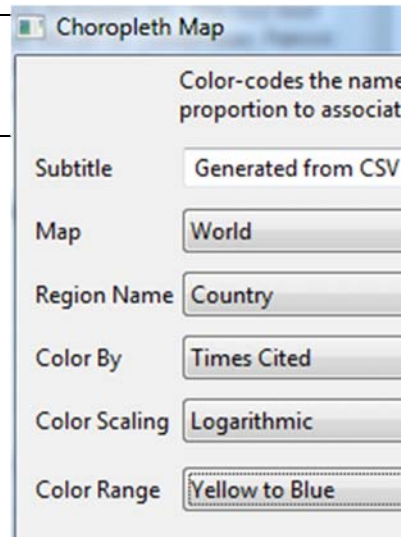 Choropleth Map
Color-codes the name
proportion to associat
Subtitle Generated from CSV
Map World
Region Name Country
Color By Times Cited
Color Scaling Logarithmic
Color Range Yellow to Blue